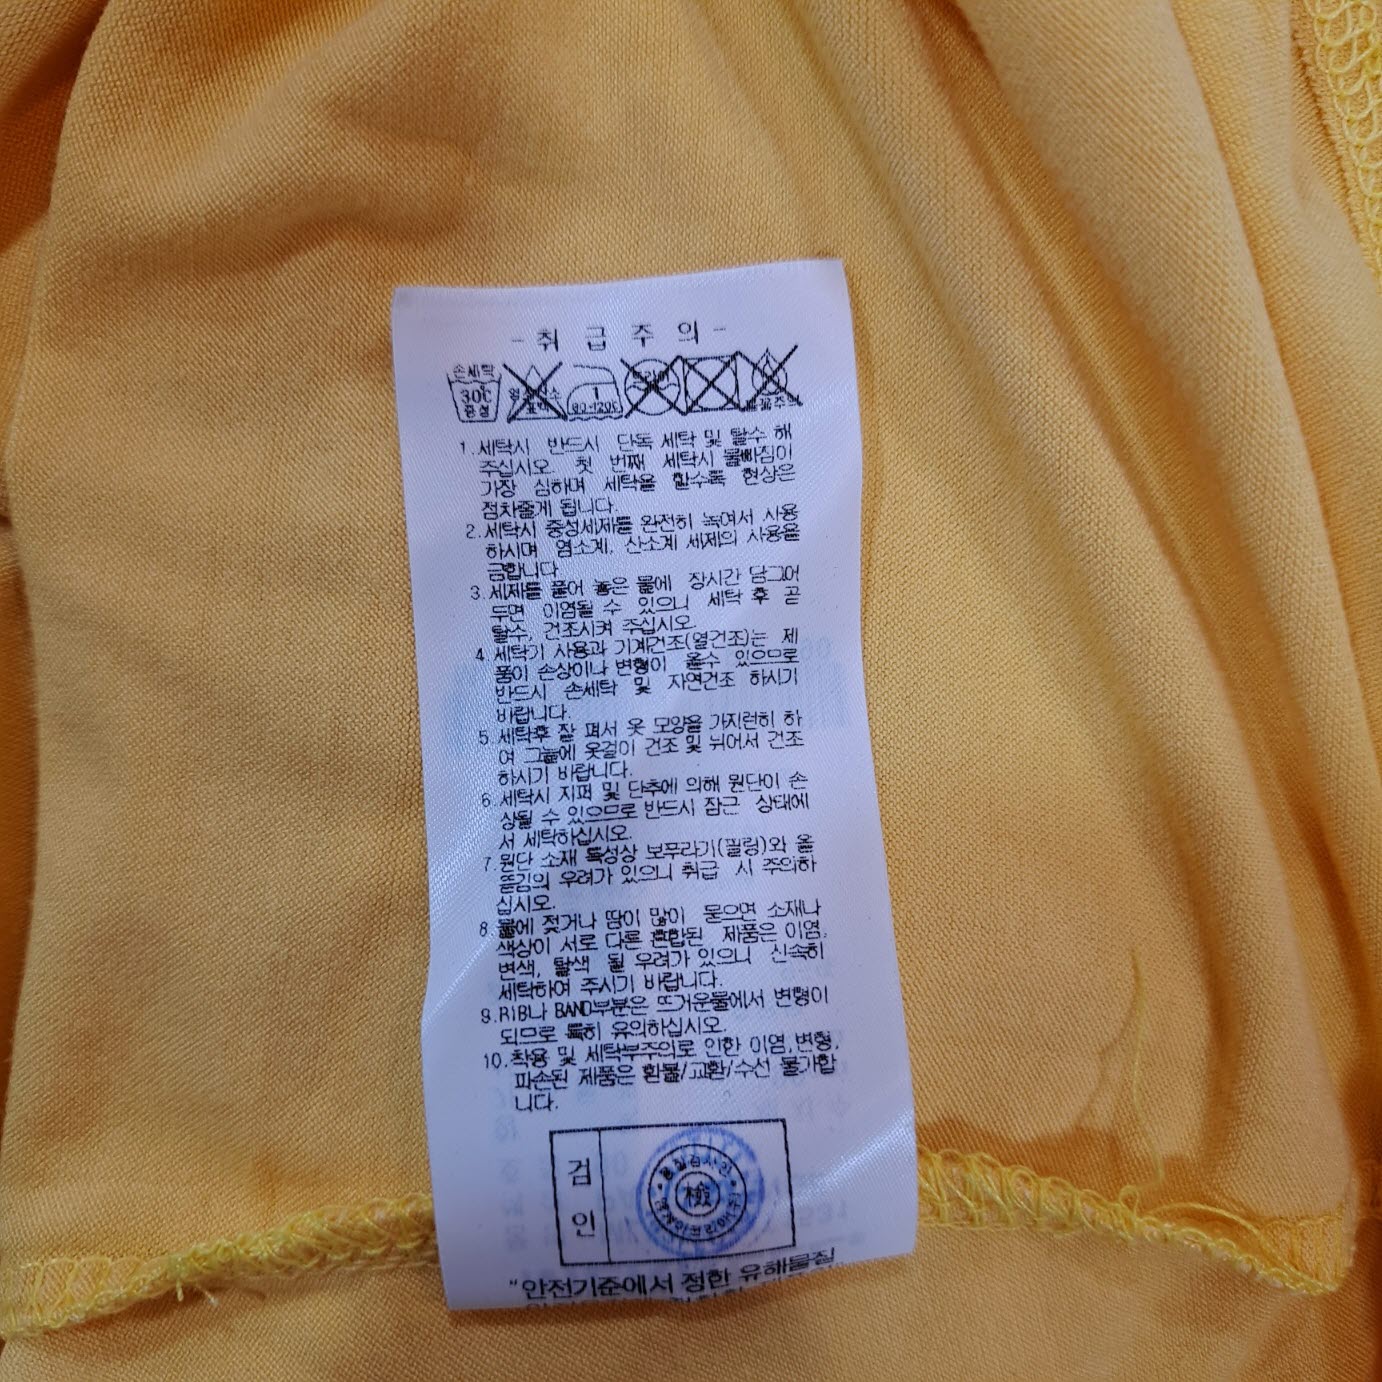 -취급주의-
손세탁
30℃
중성
1
80-120℃
1.세탁시 반드시 단독 세탁 및 탈수 해
주십시오. 첫 번째 세탁시 물빠짐이
가장 심하며 세탁을 할수록 현상은
점차줄게 됩니다.
2.세탁시 중성세제를 완전히 녹여서 사용
하시며 염소계, 산소계 세제의 사용을
금합니다
3.세제를 풀어 놓은 물에 장시간 담그어
두면 이염될 수 있으니 세탁 후 곧
탈수, 건조시켜 주십시오.
4.세탁기 사용과 기계건조(열건조)는 제
품이 손상이나 변형이 올수 있으므로
반드시 손세탁 및 자연건조 하시기
바랍니다.
5.세탁후 잘 펴서 옷 모양을 가지런히 하
여 그늘에 옷걸이 건조 및 뉘어서 건조
하시기 바랍니다.
6.세탁시 지퍼 및 단추에 의해 원단이 손
상될 수 있으므로 반드시 잠근 상태에
서 세탁하십시오.
7.원단 소재 특성상 보푸라기(필링)와 올
뜯김의 우려가 있으니 취급 시 주의하
십시오.
8.물에 젖거나 땀이 많이 묻으면 소재나
색상이 서로 다른 혼합된 제품은 이염,
변색, 탈색 될 우려가 있으니 신속히
세탁하여 주시기 바랍니다.
9.RIB나 BAND부분은 뜨거운물에서 변형이
되므로 특히 유의하십시오.
10.착용 및 세탁부주의로 인한 이염,변형,
파손된 제품은 환불/교환/수선 불가합
니다.
검인
품질검사인
檢
"안전기준에서 정한 유해물질